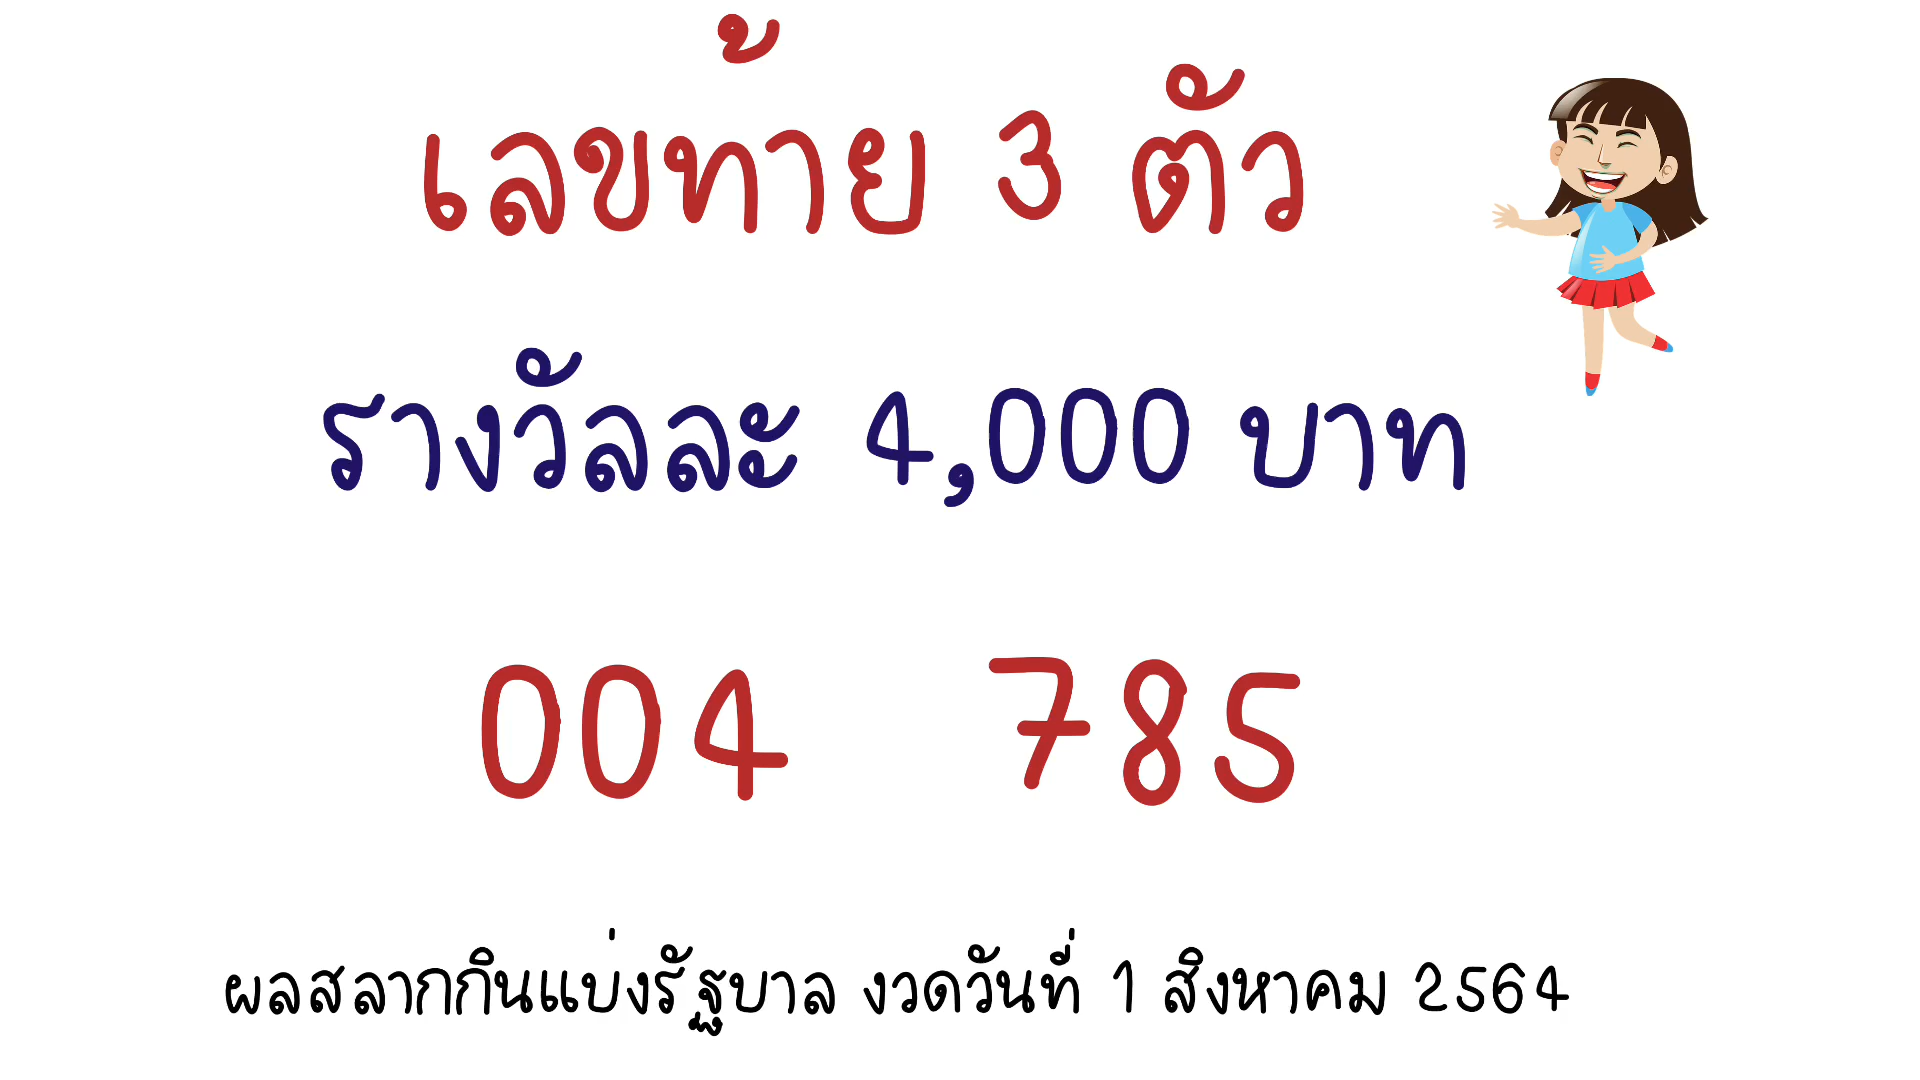 เลขท้าย 3 ตัว
รางวัลละ 4,000 บาท
004 785
ผลสลากกินแบ่งรัฐบาล งวดวันที่ 1 สิงหาคม 2564